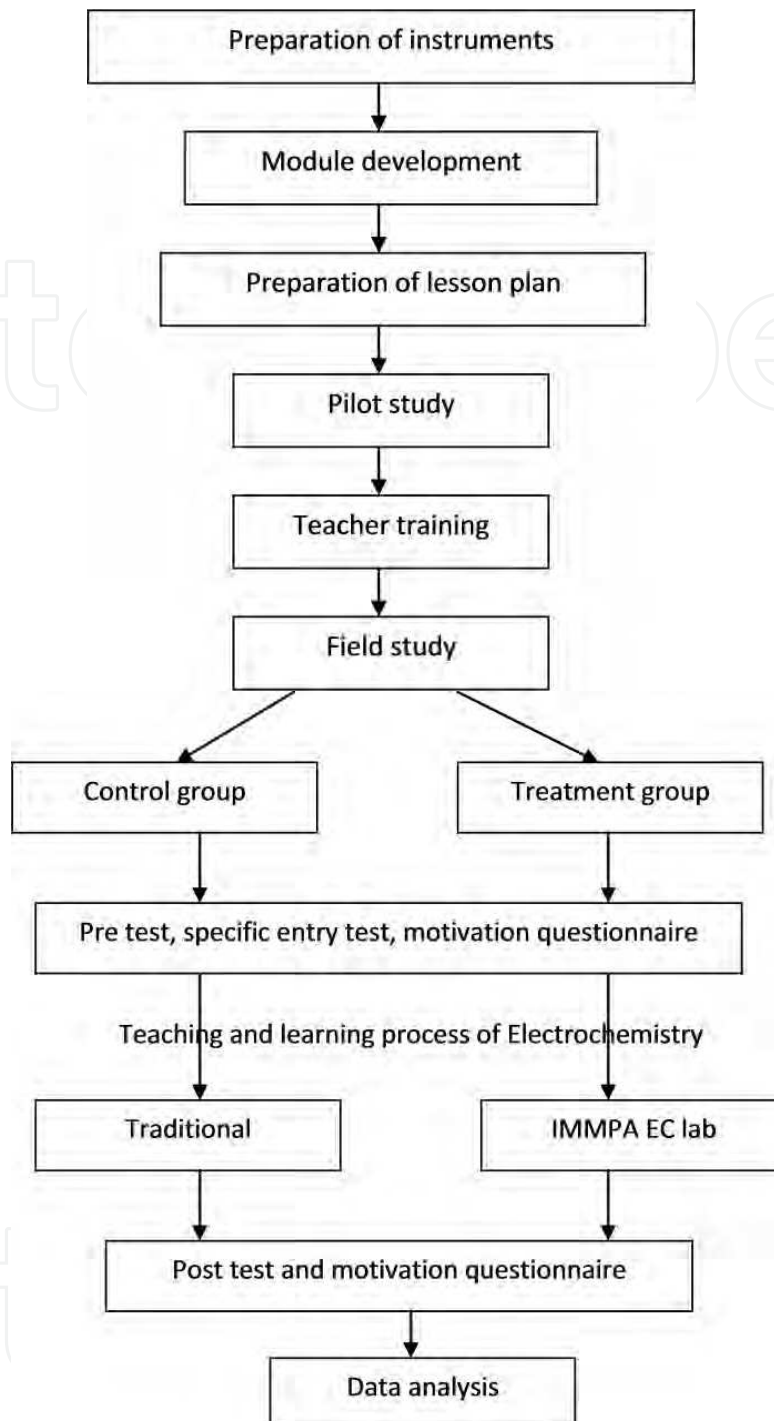 Preparation of instruments
Module development
Preparation of lesson plan
Pilot study
Teacher training
Field study
Control group
Treatment group
Pre test, specific entry test, motivation questionnaire
Teaching and learning process of Electrochemistry
Traditional
IMMPA EC lab
Post test and motivation questionnaire
Data analysis